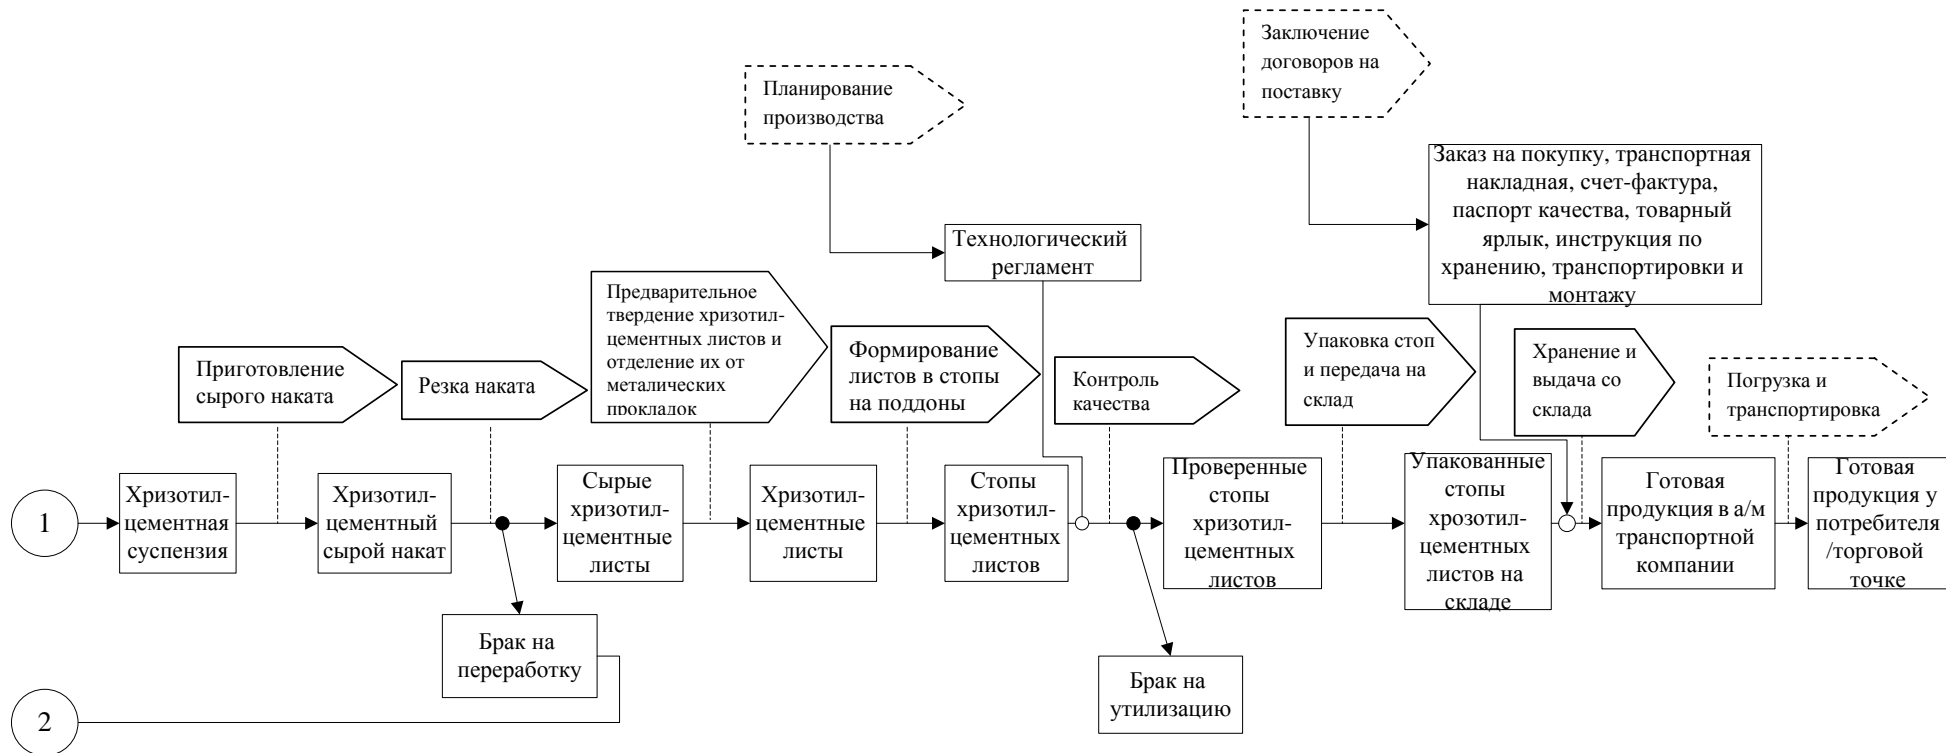 Заключение
договоров на
поставку
Планирование
производства
Заказ на покупку, транспортная
накладная, счет-фактура,
паспорт качества, товарный
ярлык, инструкция по
хранению, транспортировки и
монтажу
Технологический
регламент
Предварительное
твердение хризотил-
цементных листов и
отделение их от
металических
прокладок
Формирование
листов в стопы
на поддоны
Упаковка стоп
и передача на
склад
Хранение и
выдача со
склада
Приготовление
сырого наката
Резка наката
Контроль
качества
Погрузка и
транспортировка
1
Хризотил-
цементная
суспензия
Хризотил-
цементный
сырой накат
Сырые
хризотил-
цементные
листы
Хризотил-
цементные
листы
Стопы
хризотил-
цементных
листов
Проверенные
стопы
хризотил-
цементных
листов
Упакованные
стопы
хрозотил-
цементных
листов на
складе
Готовая
продукция в а/м
транспортной
компании
Готовая
продукция у
потребителя
/торговой
точке
Брак на
переработку
Брак на
утилизацию
2